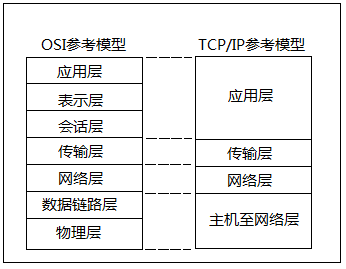 OSI参考模型
TCP/IP参考模型
应用层
表示层
会话层
传输层
网络层
数据链路层
物理层
应用层
传输层
网络层
主机至网络层